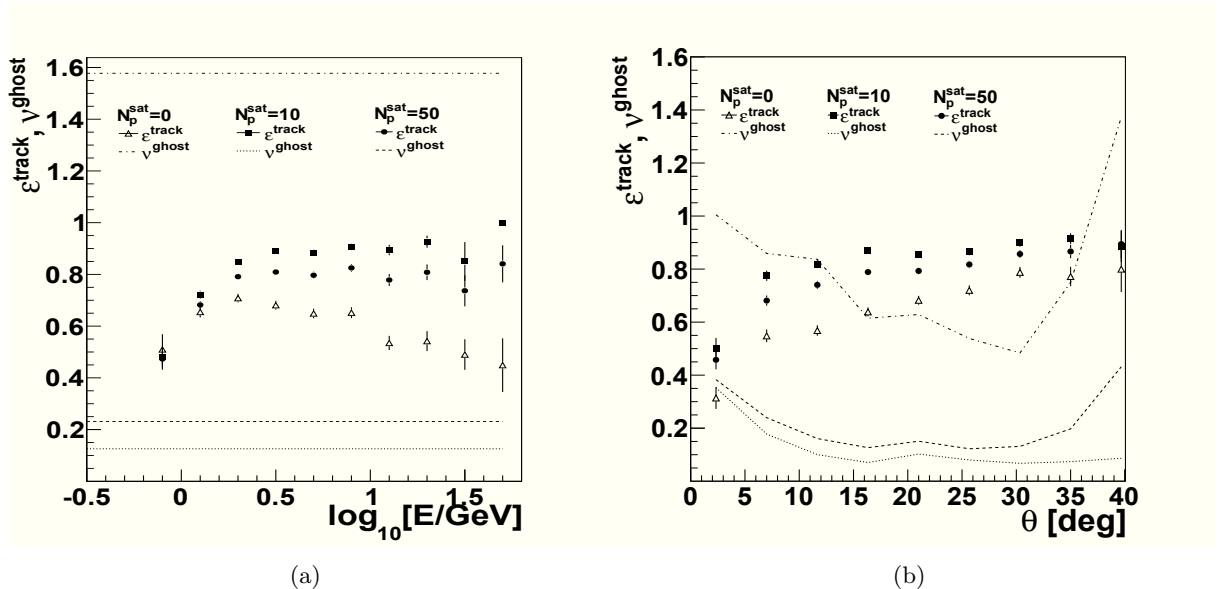 ε^track, ν^ghost
1.6
1.4
1.2
1
0.8
0.6
0.4
0.2
N_p^sat=0 N_p^sat=10 N_p^sat=50
ε^track ε^track ε^track
ν^ghost ν^ghost ν^ghost
-0.5 0 0.5 1 1.5
log_10[E/GeV]
(a)
ε^track, ν^ghost
1.6
1.4
1.2
1
0.8
0.6
0.4
0.2
N_p^sat=0 N_p^sat=10 N_p^sat=50
ε^track ε^track ε^track
ν^ghost ν^ghost ν^ghost
0 5 10 15 20 25 30 35 40
θ [deg]
(b)